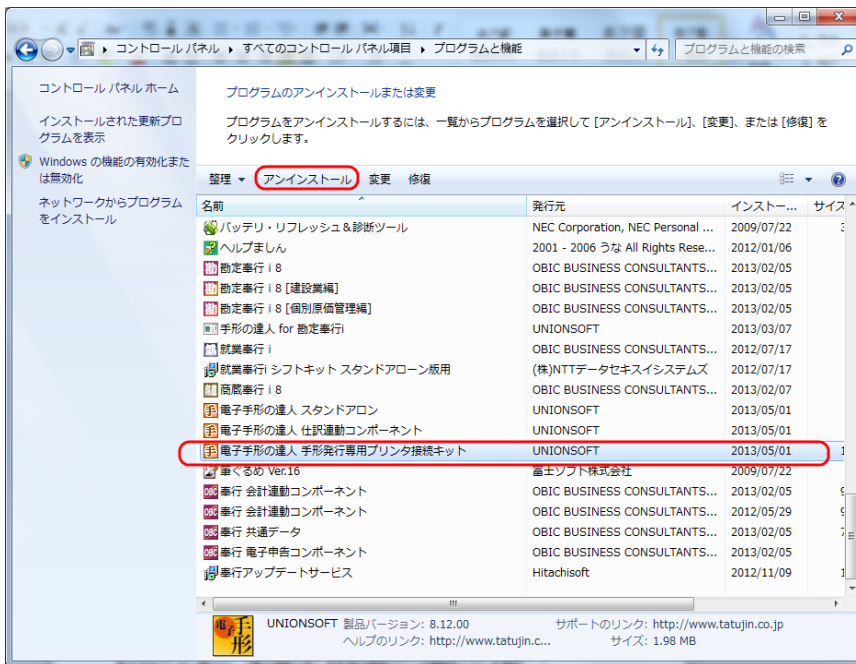 コントロール パネル ▸ すべてのコントロール パネル項目 ▸ プログラムと機能
プログラムと機能の検索
コントロール パネル ホーム
インストールされた更新プロ
グラムを表示
Windows の機能の有効化また
は無効化
ネットワークからプログラム
をインストール
プログラムのアンインストールまたは変更
プログラムをアンインストールするには、一覧からプログラムを選択して [アンインストール]、[変更]、または [修復] を
クリックします。
整理 ▼ アンインストール 変更 修復
名前 発行元 インストー... サイズ
バッテリ・リフレッシュ&診断ツール NEC Corporation, NEC Personal ... 2009/07/22
ヘルプましん 2001 - 2006 うな All Rights Rese... 2012/01/06
勘定奉行 i 8 OBIC BUSINESS CONSULTANTS... 2013/02/05
勘定奉行 i 8 [建設業編] OBIC BUSINESS CONSULTANTS... 2013/02/05
勘定奉行 i 8 [個別原価管理編] OBIC BUSINESS CONSULTANTS... 2013/02/05
手形の達人 for 勘定奉行i UNIONSOFT 2013/03/07
就業奉行 i OBIC BUSINESS CONSULTANTS... 2012/07/17
就業奉行i シフトキット スタンドアローン版用 (株)NTTデータセキスイシステムズ 2012/07/17
商蔵奉行 i 8 OBIC BUSINESS CONSULTANTS... 2013/02/07
電子手形の達人 スタンドアロン UNIONSOFT 2013/05/01
電子手形の達人 仕訳連動コンポーネント UNIONSOFT 2013/05/01
電子手形の達人 手形発行専用プリンタ接続キット UNIONSOFT 2013/05/01
筆ぐるめ Ver.16 富士ソフト株式会社 2009/07/22
奉行 会計連動コンポーネント OBIC BUSINESS CONSULTANTS... 2013/02/05
奉行 会計連動コンポーネント OBIC BUSINESS CONSULTANTS... 2012/05/29
奉行 共通データ OBIC BUSINESS CONSULTANTS... 2013/02/05
奉行 電子申告コンポーネント OBIC BUSINESS CONSULTANTS... 2013/02/05
奉行アップデートサービス Hitachisoft 2012/11/09
電子手形
UNIONSOFT 製品バージョン: 8.12.00 サポートのリンク: http://www.tatujin.co.jp
ヘルプのリンク: http://www.tatujin.c... サイズ: 1.98 MB